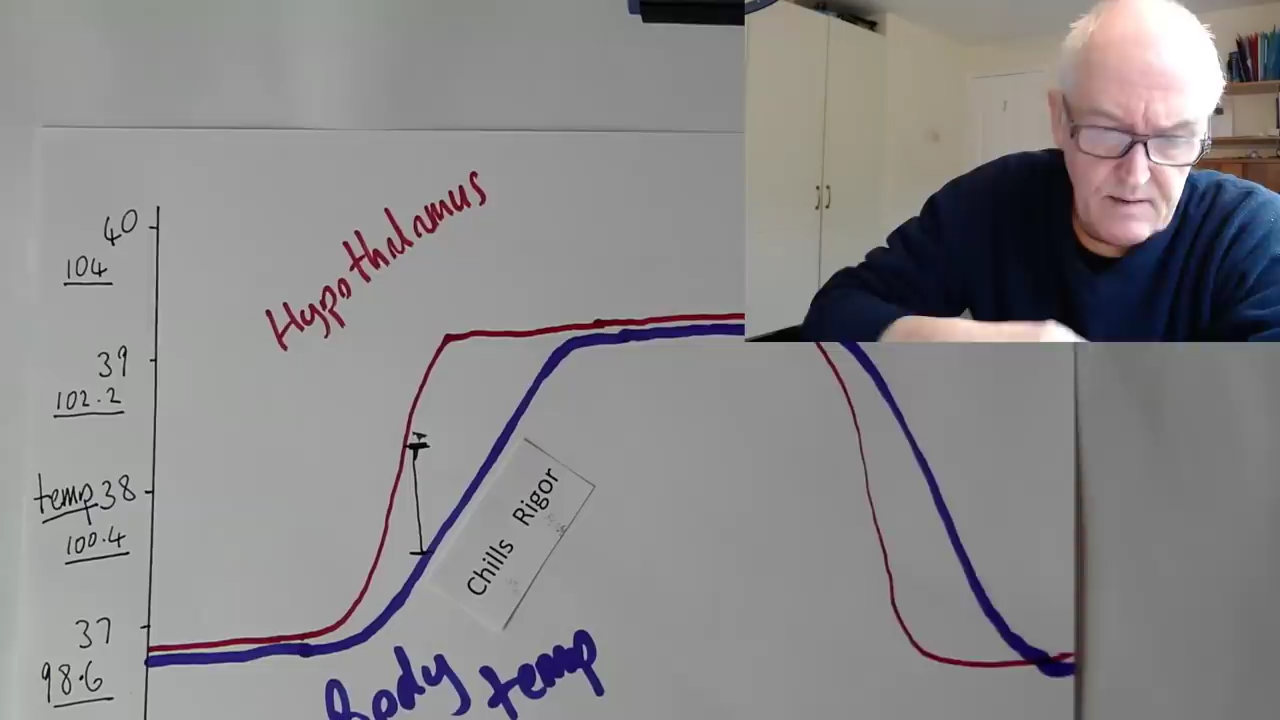 Hypothalamus
40
104
39
102.2
temp 38
100.4
37
98.6
Chills Rigor
Body temp